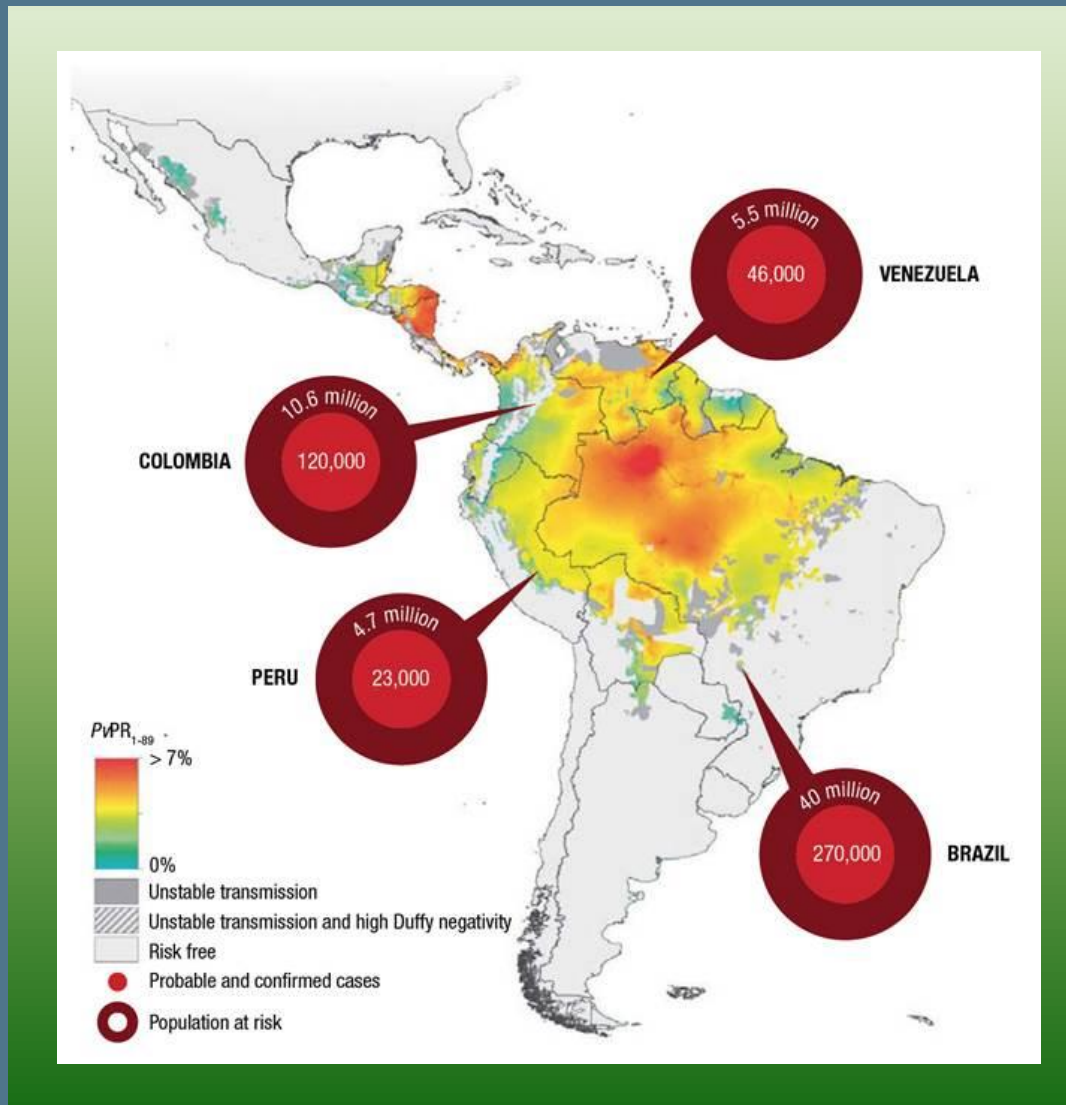 5.5 million
46,000
VENEZUELA
10.6 million
120,000
COLOMBIA
4.7 million
23,000
PERU
40 million
270,000
BRAZIL
PvPR1-89
> 7%
0%
Unstable transmission
Unstable transmission and high Duffy negativity
Risk free
Probable and confirmed cases
Population at risk